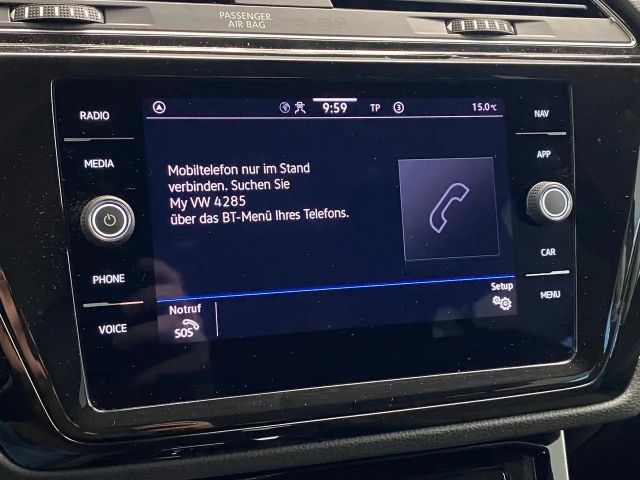 PASSENGER
AIR BAG
RADIO
MEDIA
PHONE
VOICE
9:59
TP
3
15.0°C
Mobiltelefon nur im Stand
verbinden. Suchen Sie
My VW 4285
über das BT-Menü Ihres Telefons.
Notruf
SOS
Setup
NAV
APP
CAR
MENU